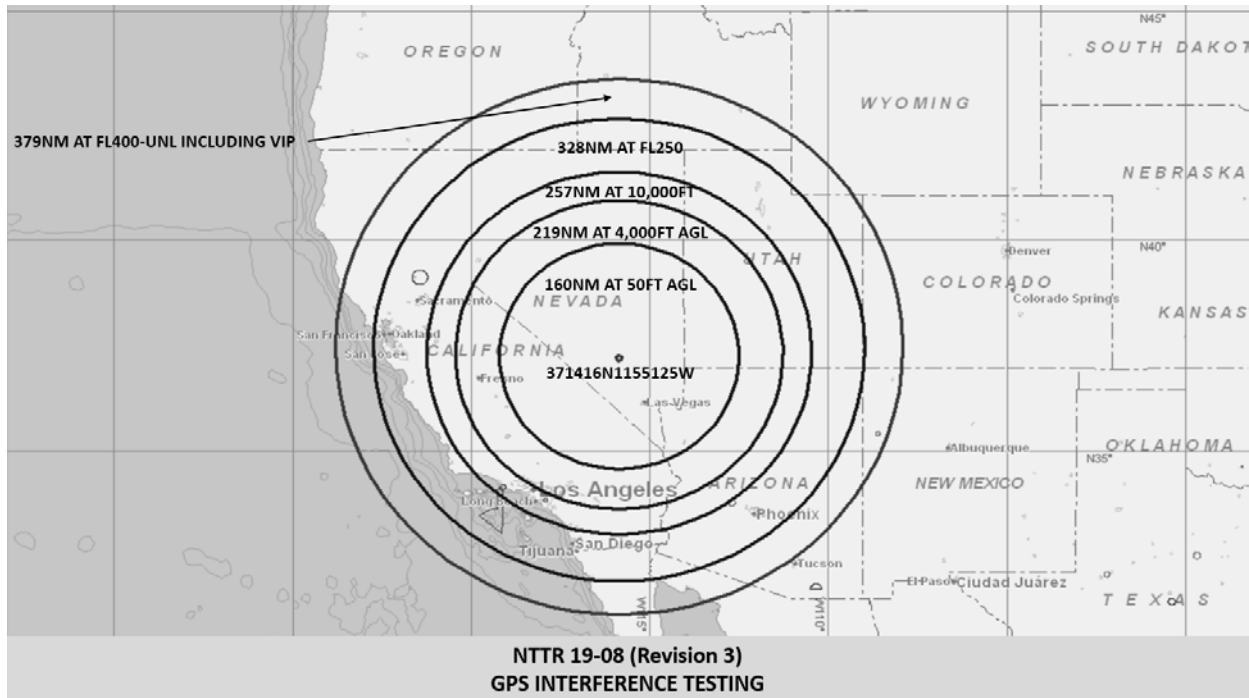 N45°
OREGON
SOUTH DAKOT
WYOMING
379NM AT FL400-UNL INCLUDING VIP
328NM AT FL250
NEBRASKA
257NM AT 10,000FT
219NM AT 4,000FT AGL
N40°
UTAH
Denver
COLORADO
160NM AT 50FT AGL
Sacramento
NEVADA
Colorado Springs
KANSAS
San Francisco
Oakland
San Jose
CALIFORNIA
371416N1155125W
Fresno
Las Vegas
Albuquerque
OKLAHOMA
N35°
Los Angeles
ARIZONA
NEW MEXICO
Long Beach
Phoenix
San Diego
Tijuana
Tucson
El Paso
Ciudad Juárez
TEXAS
W115°
W110°
NTTR 19-08 (Revision 3)
GPS INTERFERENCE TESTING